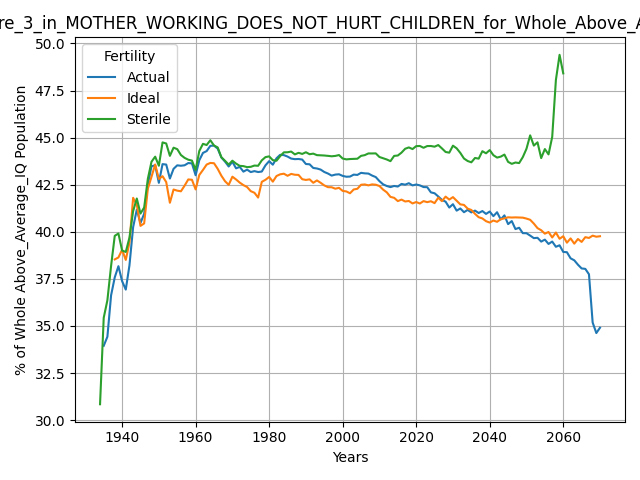 re_3_in_MOTHER_WORKING_DOES_NOT_HURT_CHILDREN_for_Whole_Above_A
50.0
47.5
45.0
42.5
40.0
37.5
35.0
32.5
30.0
% of Whole Above_Average_IQ Population
Fertility
Actual
Ideal
Sterile
1940
1960
1980
2000
2020
2040
2060
Years